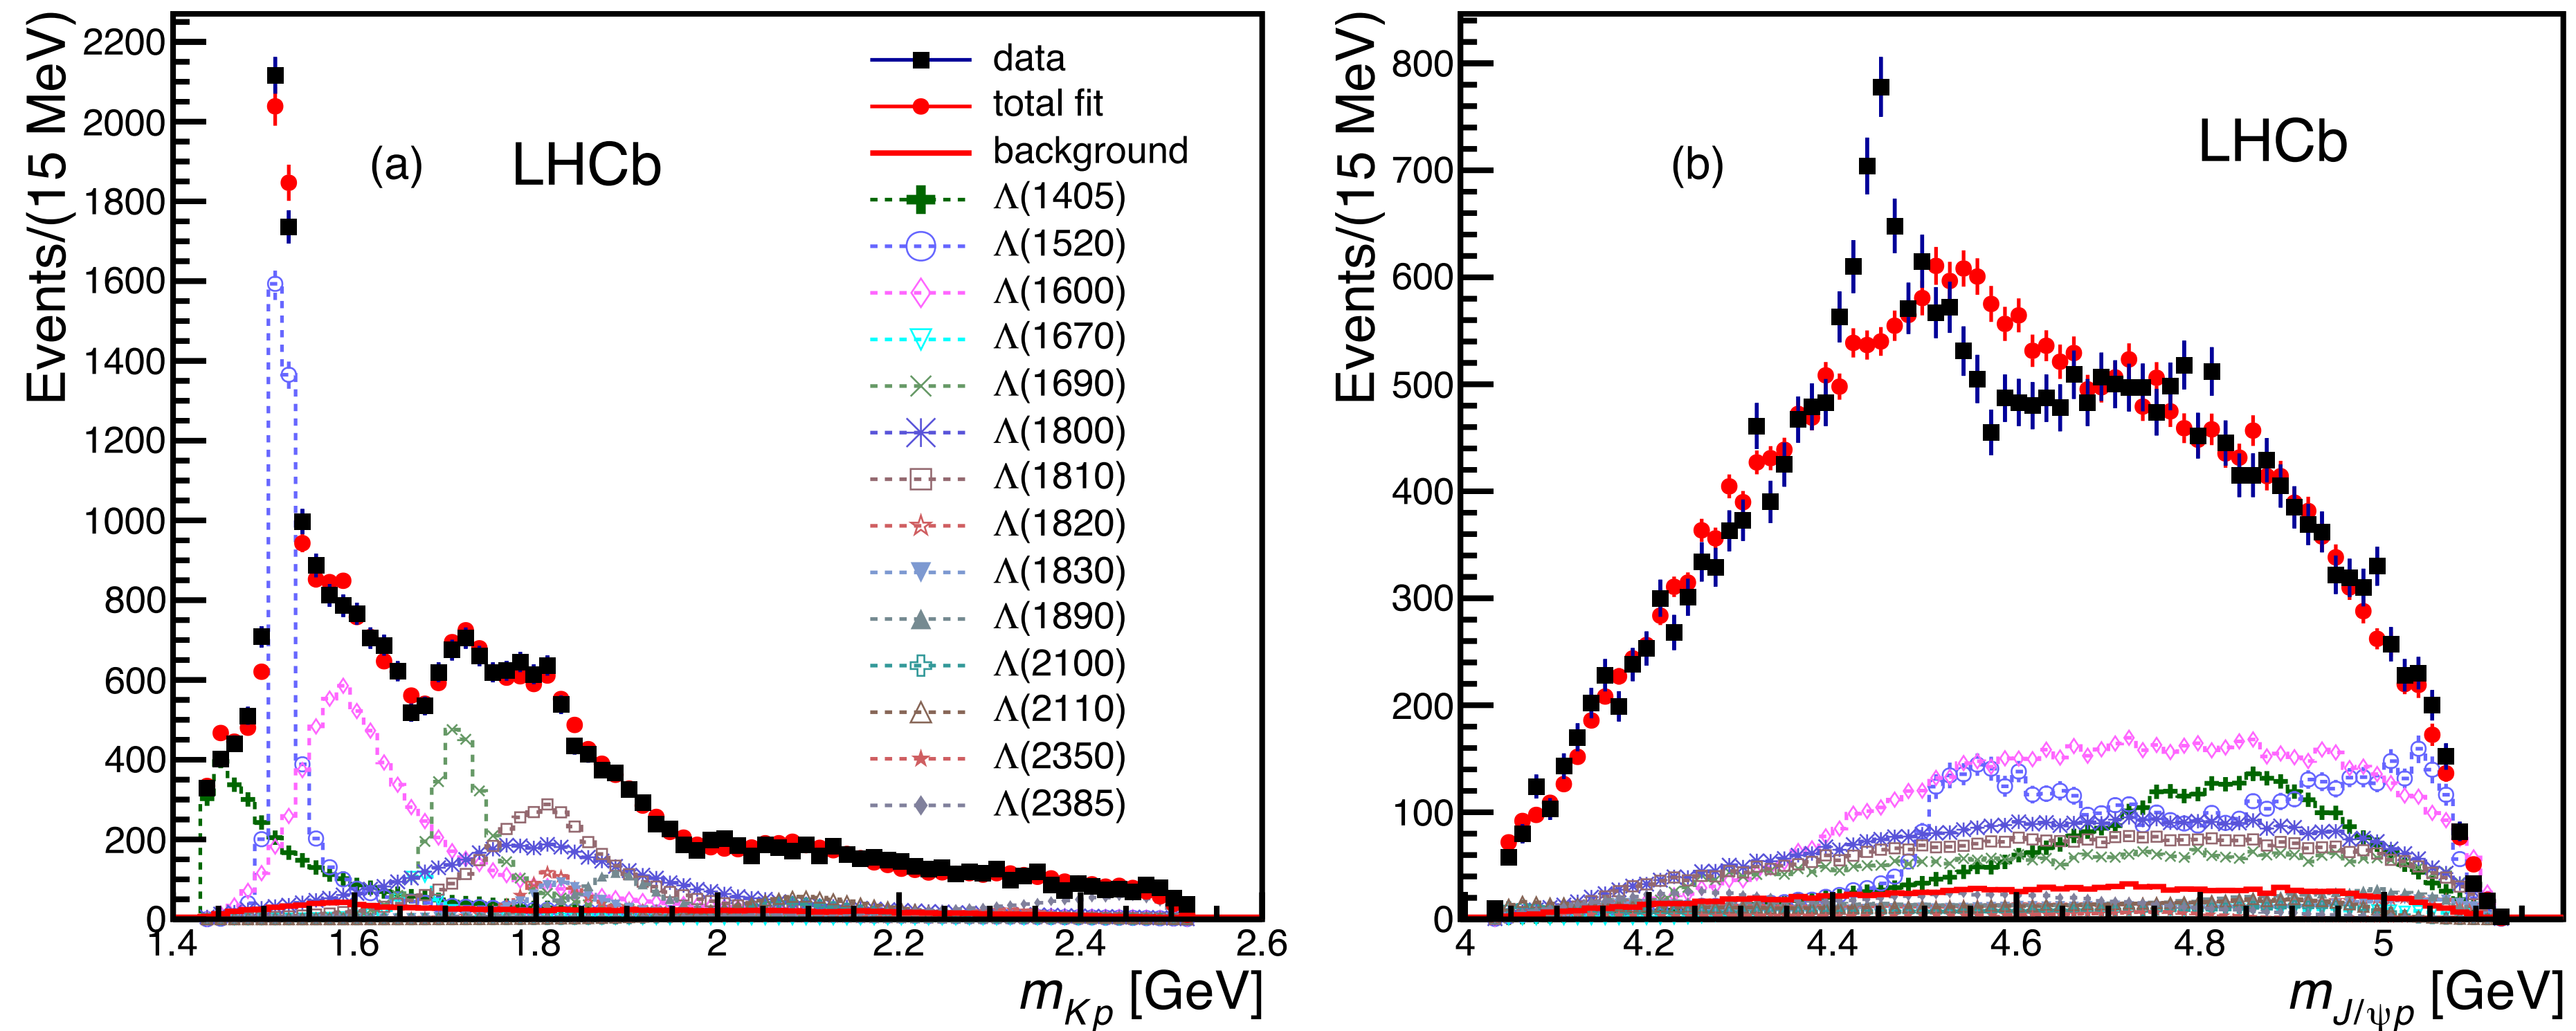 Events/(15 MeV)
2200
2000
1800
1600
1400
1200
1000
800
600
400
200
0
1.4 1.6 1.8 2 2.2 2.4 2.6
m_{Kp} [GeV]
(a) LHCb
data
total fit
background
Λ(1405)
Λ(1520)
Λ(1600)
Λ(1670)
Λ(1690)
Λ(1800)
Λ(1810)
Λ(1820)
Λ(1830)
Λ(1890)
Λ(2100)
Λ(2110)
Λ(2350)
Λ(2385)
Events/(15 MeV)
800
700
600
500
400
300
200
100
0
4 4.2 4.4 4.6 4.8 5
m_{J/ψp} [GeV]
(b) LHCb